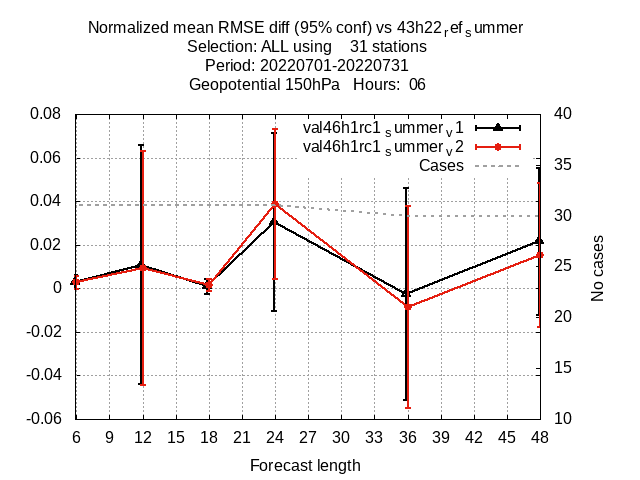 Normalized mean RMSE diff (95% conf) vs 43h22ᵣefₛummer
Selection: ALL using    31 stations
Period: 20220701-20220731
Geopotential 150hPa   Hours:  06
val46h1rc1ₛummerᵥ1
val46h1rc1ₛummerᵥ2
Cases
0.08
0.06
0.04
0.02
0
-0.02
-0.04
-0.06
40
35
30
25
20
15
10
No cases
6 9 12 15 18 21 24 27 30 33 36 39 42 45 48
Forecast length